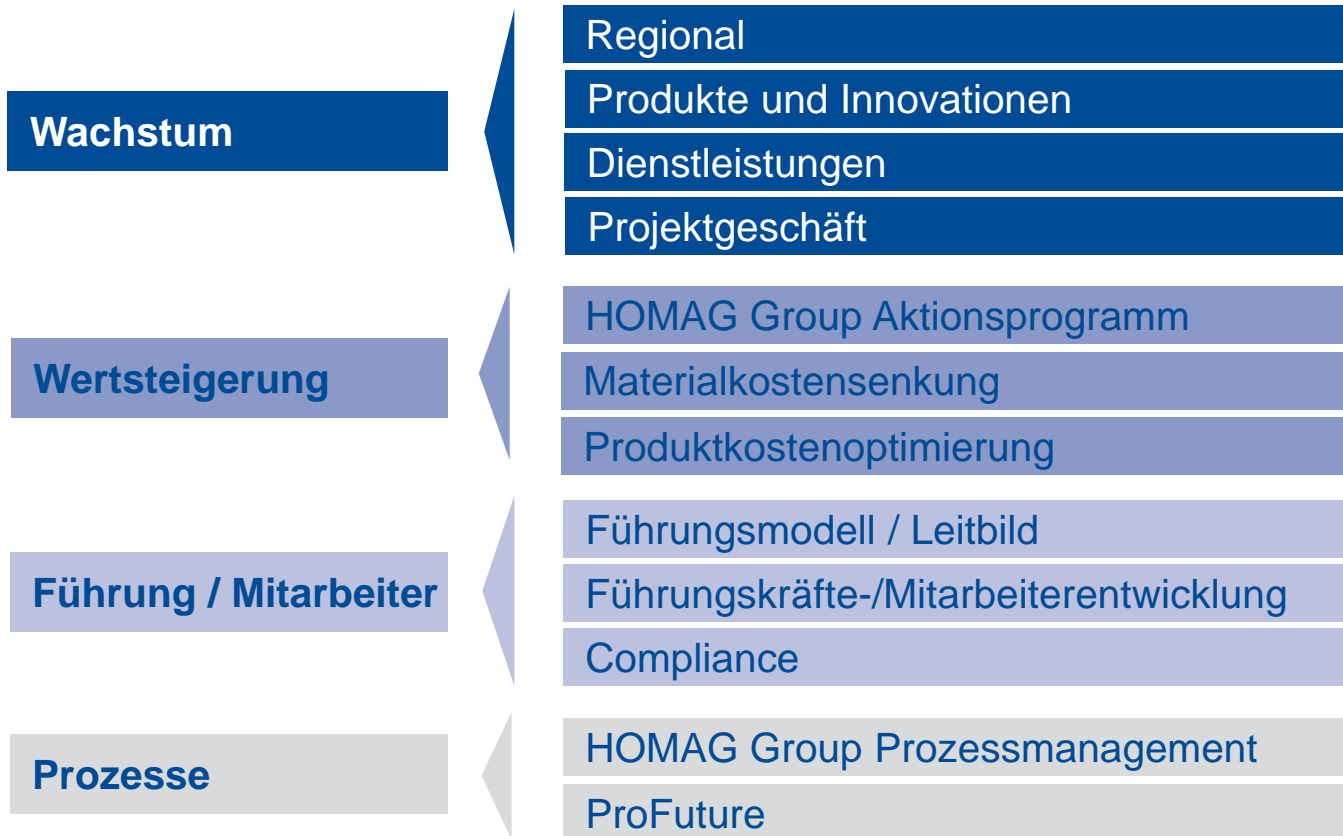 Wachstum
Regional
Produkte und Innovationen
Dienstleistungen
Projektgeschäft
Wertsteigerung
HOMAG Group Aktionsprogramm
Materialkostensenkung
Produktkostenoptimierung
Führung / Mitarbeiter
Führungsmodell / Leitbild
Führungskräfte-/Mitarbeiterentwicklung
Compliance
Prozesse
HOMAG Group Prozessmanagement
ProFuture